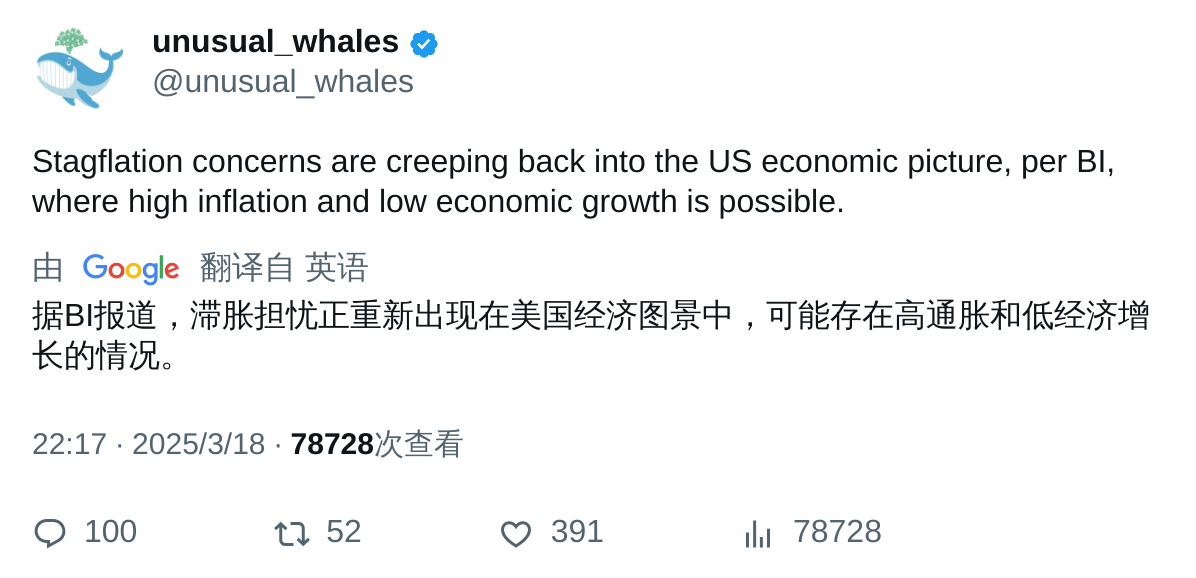 unusual_whales
@unusual_whales
Stagflation concerns are creeping back into the US economic picture, per BI,
where high inflation and low economic growth is possible.
由 Google 翻译自 英语
据BI报道，滞胀担忧正重新出现在美国经济图景中，可能存在高通胀和低经济增
长的情况。
22:17 · 2025/3/18 · 78728次查看
100 52 391 78728